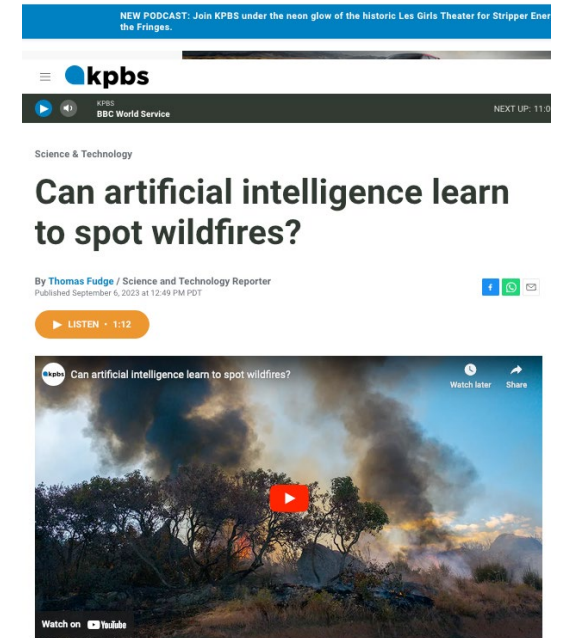 NEW PODCAST: Join KPBS under the neon glow of the historic Les Girls Theater for Stripper
the Fringes.
kpbs
KPBS
BBC World Service
NEXT UP: 11:0
Science & Technology
Can artificial intelligence learn
to spot wildfires?
By Thomas Fudge / Science and Technology Reporter
Published September 6, 2023 at 12:49 PM PDT
LISTEN • 1:12
kpbs Can artificial intelligence learn to spot wildfires?
Watch later Share
Watch on YouTube